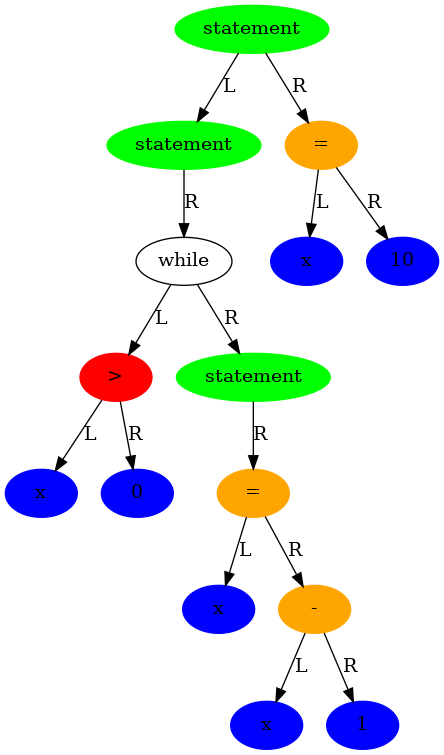 statement
L R
statement =
R L R
while x 10
L R
> statement
L R R
x 0 =
L R
x -
L R
x 1